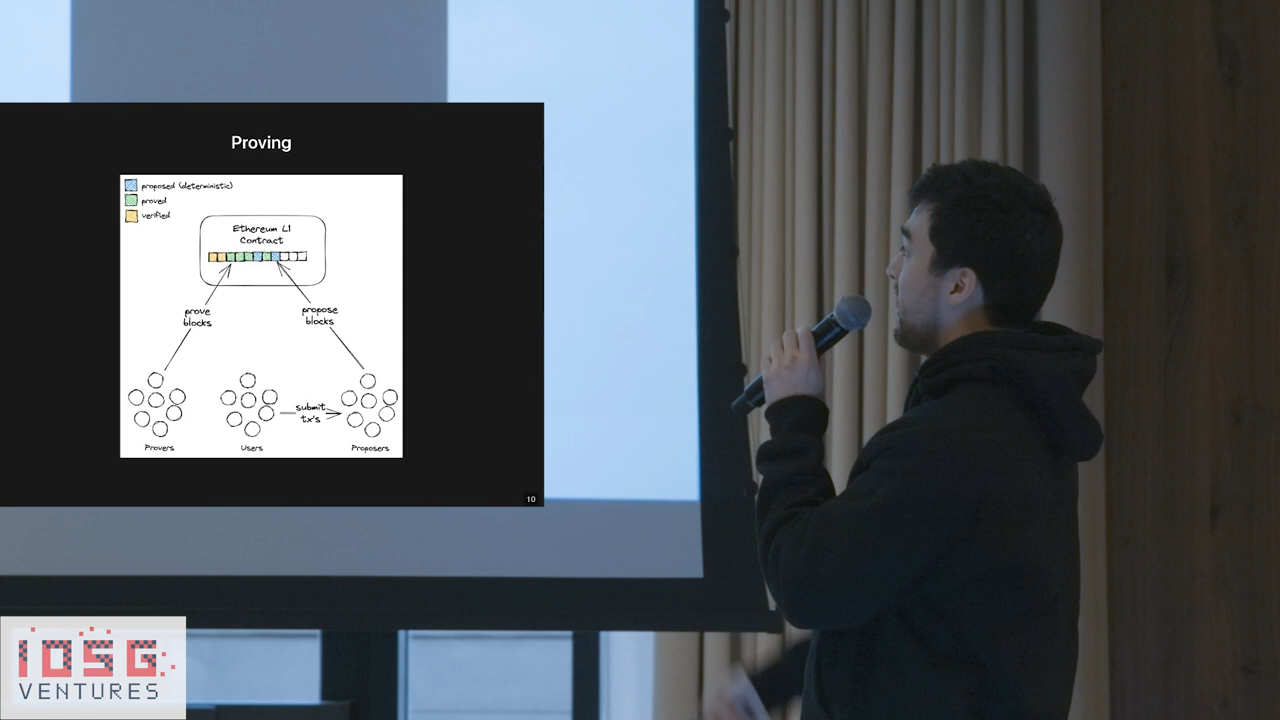 Proving
proposed (deterministic)
proved
verified
Ethereum L1
Contract
prove
blocks
propose
blocks
submit
tx's
Provers
Users
Proposers
10
IOSG
VENTURES